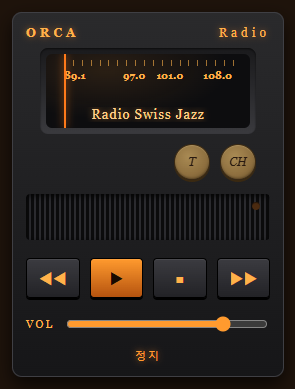 ORCA Radio
89.1 97.0 101.0 108.0
Radio Swiss Jazz
T CH
VOL
정지